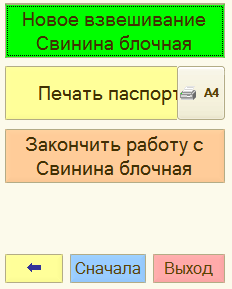 Новое взвешивание
Свинина блочная
Печать паспорт
A4
Закончить работу с
Свинина блочная
Сначала
Выход